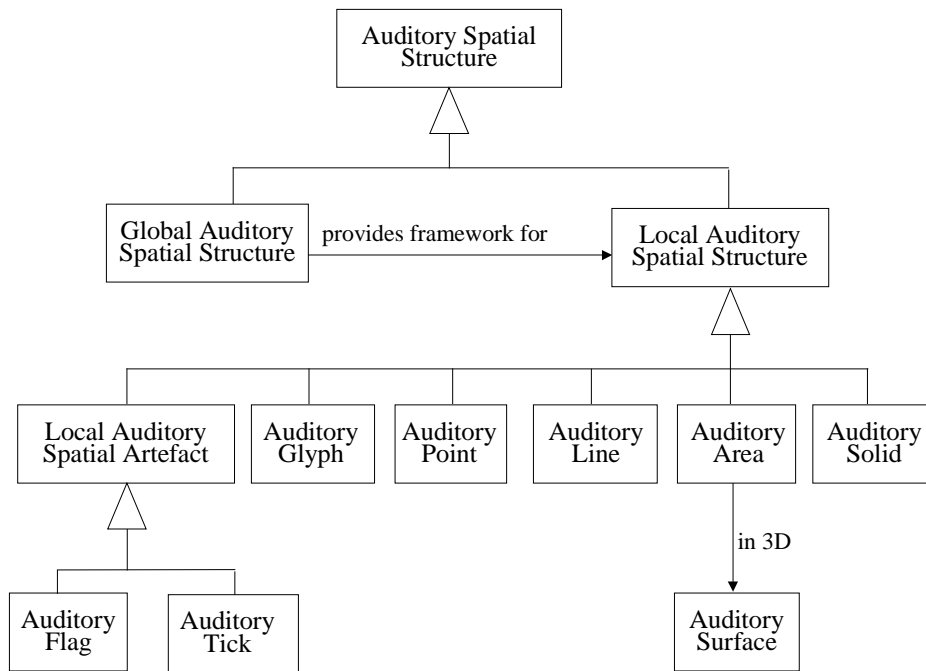 Auditory Spatial
Structure
Global Auditory
Spatial Structure
provides framework for
Local Auditory
Spatial Structure
Local Auditory
Spatial Artefact
Auditory
Glyph
Auditory
Point
Auditory
Line
Auditory
Area
Auditory
Solid
in 3D
Auditory
Flag
Auditory
Tick
Auditory
Surface